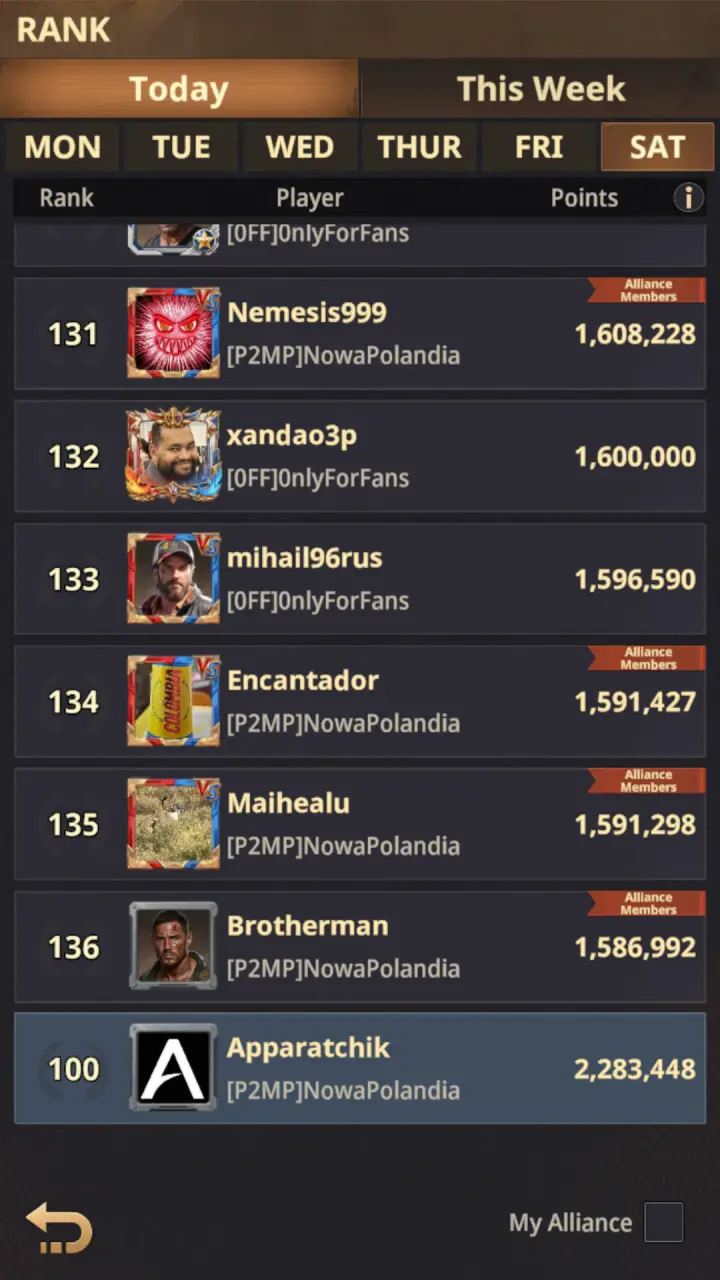 RANK
Today
This Week
MON TUE WED THUR FRI SAT
Rank Player Points
[0FF]0nlyForFans
Alliance
Members
131 Nemesis999 1,608,228
[P2MP]NowaPolandia
132 xandao3p 1,600,000
[0FF]0nlyForFans
133 mihail96rus 1,596,590
[0FF]0nlyForFans
Alliance
Members
134 Encantador 1,591,427
COLOMBIA
[P2MP]NowaPolandia
Alliance
Members
135 Maihealu 1,591,298
[P2MP]NowaPolandia
Alliance
Members
136 Brotherman 1,586,992
[P2MP]NowaPolandia
100 Apparatchik 2,283,448
[P2MP]NowaPolandia
My Alliance